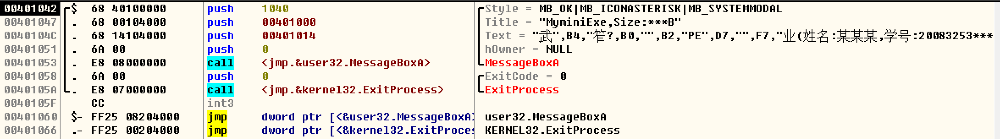 00401042 $ 68 40100000 push 1040 Style = MB_OK|MB_ICONASTERISK|MB_SYSTEMMODAL
00401047 . 68 00104000 push 00401000 Title = "MyminiExe,Size:***B"
0040104C . 68 14104000 push 00401014 Text = "武",B4,"笮?,B0,"",B2,"PE",D7,"",F7,"业(姓名:某某某,学号:20083253***
00401051 . 6A 00 push 0 hOwner = NULL
00401053 . E8 08000000 call <jmp.&user32.MessageBoxA> MessageBoxA
00401058 . 6A 00 push 0 ExitCode = 0
0040105A . E8 07000000 call <jmp.&kernel32.ExitProcess> ExitProcess
0040105F CC int3
00401060 $- FF25 08204000 jmp dword ptr [<&user32.MessageBoxA> user32.MessageBoxA
00401066 .- FF25 00204000 jmp dword ptr [<&kernel32.ExitProces KERNEL32.ExitProcess